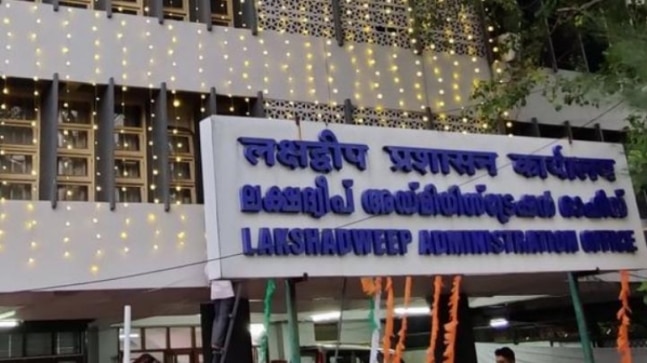 लक्षद्वीप प्रशासन कार्यालय
ലക്ഷദ്വീപ് അഡ്മിനിസ്ട്രേഷൻ ഓഫീസ്
LAKSHADWEEP ADMINISTRATION OFFICE